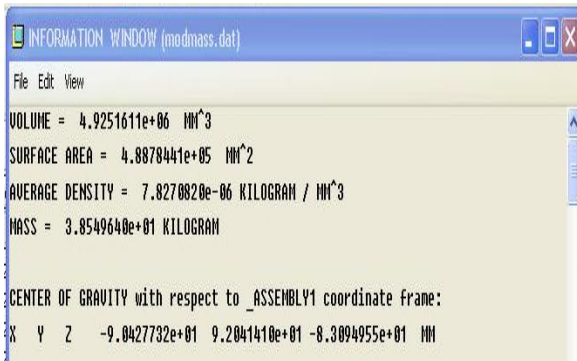 INFORMATION WINDOW (modmass.dat)
File Edit View
VOLUME = 4.9251611e+06 MM^3
SURFACE AREA = 4.8878441e+05 MM^2
AVERAGE DENSITY = 7.8270820e-06 KILOGRAM / MM^3
MASS = 3.8549640e+01 KILOGRAM
CENTER OF GRAVITY with respect to _ASSEMBLY1 coordinate frame:
X Y Z -9.0427732e+01 9.2041410e+01 -8.3094955e+01 MM